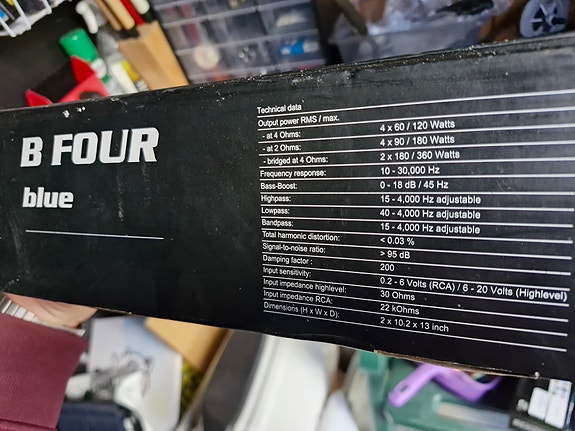 B FOUR
blue
Technical data
Output power RMS / max.
- at 4 Ohms: 4 x 60 / 120 Watts
- at 2 Ohms: 4 x 90 / 180 Watts
- bridged at 4 Ohms: 2 x 180 / 360 Watts
Frequency response: 10 - 30,000 Hz
Bass-Boost: 0 - 18 dB / 45 Hz
Highpass: 15 - 4,000 Hz adjustable
Lowpass: 40 - 4,000 Hz adjustable
Bandpass: 15 - 4,000 Hz adjustable
Total harmonic distortion: < 0.03 %
Signal-to-noise ratio: > 95 dB
Damping factor : 200
Input sensitivity: 0.2 - 6 Volts (RCA) / 6 - 20 Volts (Highlevel)
Input impedance highlevel: 30 Ohms
Input impedance RCA: 22 kOhms
Dimensions (H x W x D): 2 x 10.2 x 13 inch